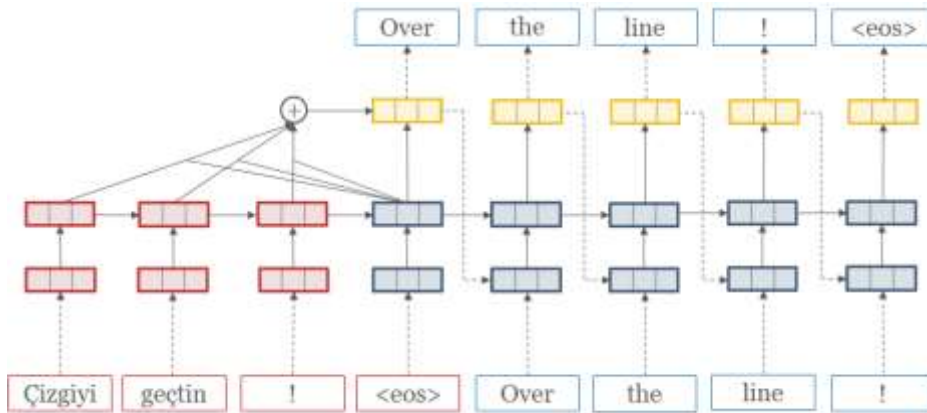 Over the line ! <eos>
+
Çizgiyi geçtin ! <eos> Over the line !